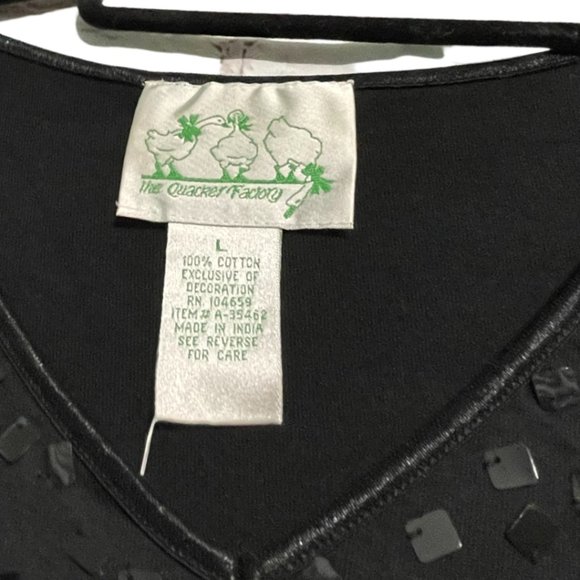 The Quacker Factory
L
100% COTTON
EXCLUSIVE OF
DECORATION
RN 104659
ITEM# A-35462
MADE IN INDIA
SEE REVERSE
FOR CARE